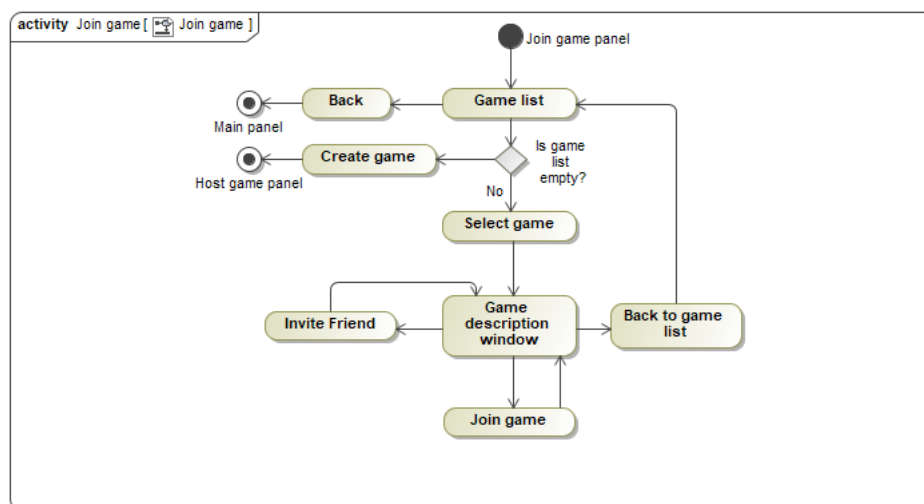 activity Join game [ Join game ]
Join game panel
Back
Game list
Main panel
Create game
Is game
list
empty?
Host game panel
No
Select game
Invite Friend
Game
description
window
Back to game
list
Join game